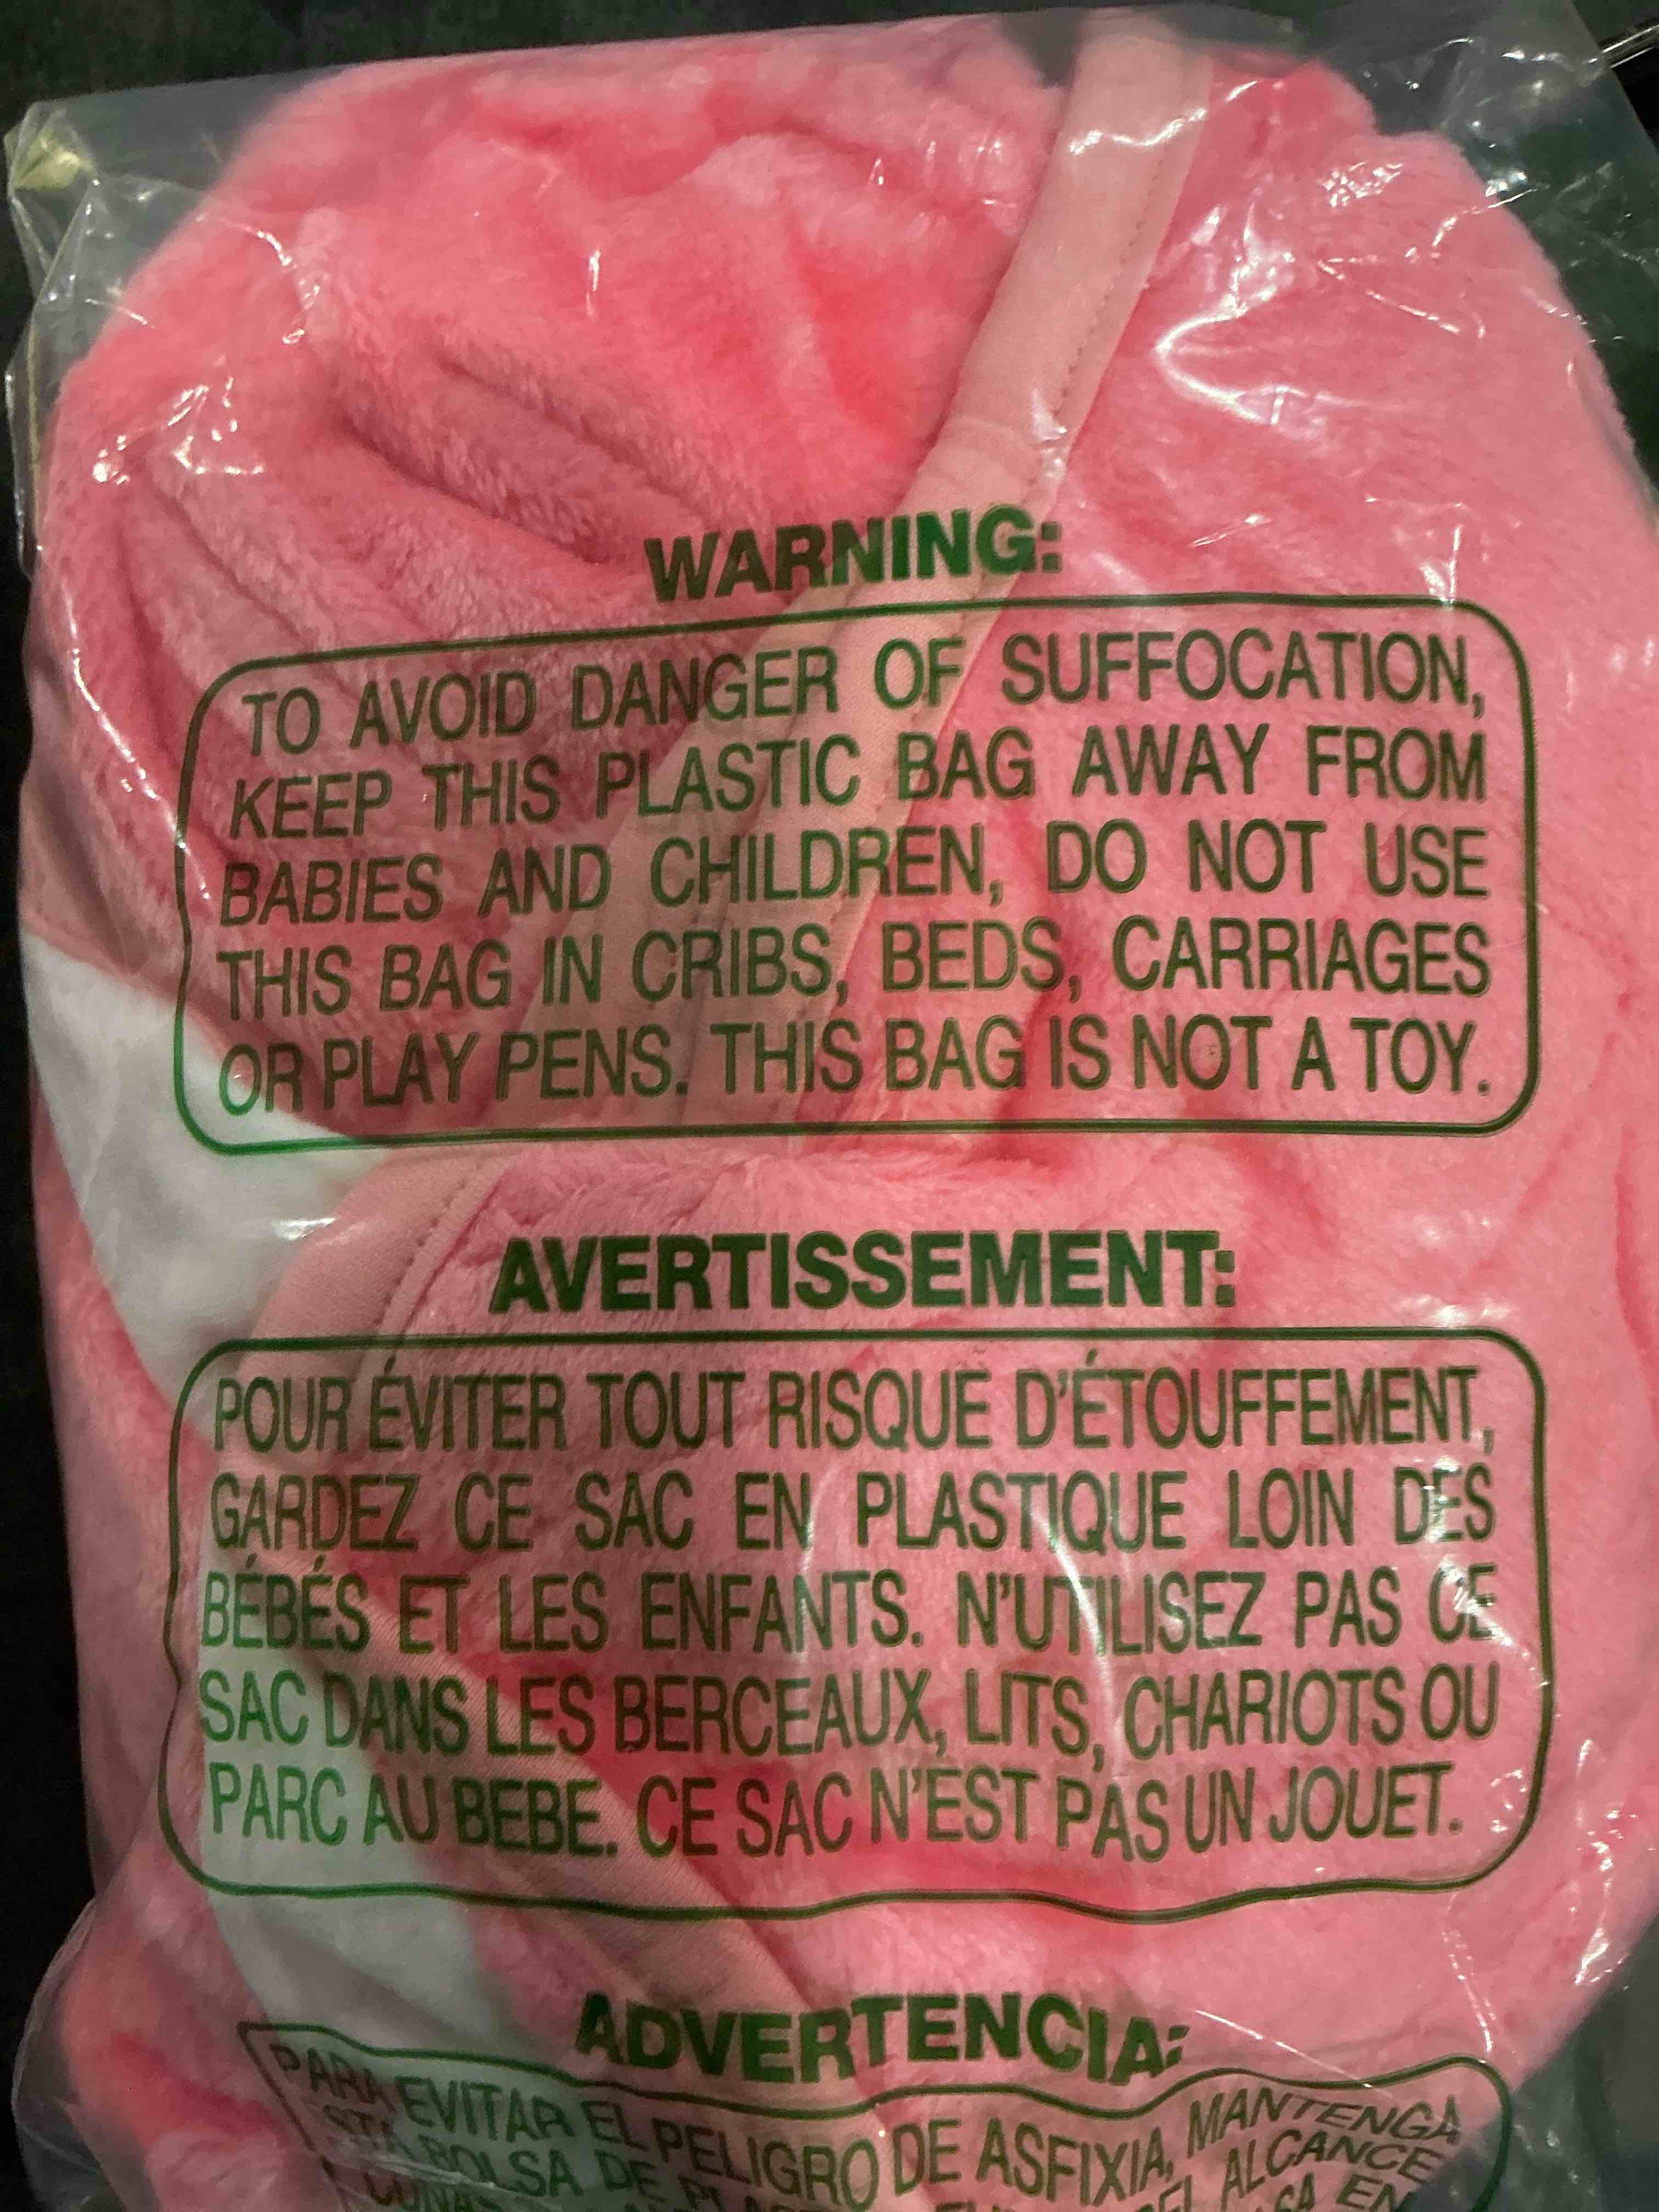 WARNING:
TO AVOID DANGER OF SUFFOCATION,
KEEP THIS PLASTIC BAG AWAY FROM
BABIES AND CHILDREN, DO NOT USE
THIS BAG IN CRIBS, BEDS, CARRIAGES
OR PLAY PENS. THIS BAG IS NOT A TOY.
AVERTISSEMENT:
POUR ÉVITER TOUT RISQUE D'ÉTOUFFEMENT,
GARDEZ CE SAC EN PLASTIQUE LOIN DES
BÉBÉS ET LES ENFANTS. N'UTILISEZ PAS CE
SAC DANS LES BERCEAUX, LITS, CHARIOTS OU
PARC AU BEBE. CE SAC N'EST PAS UN JOUET.
ADVERTENCIA:
PARA EVITAR EL PELIGRO DE ASFIXIA, MANTENGA
BOLSA DE ALCANCE
EN